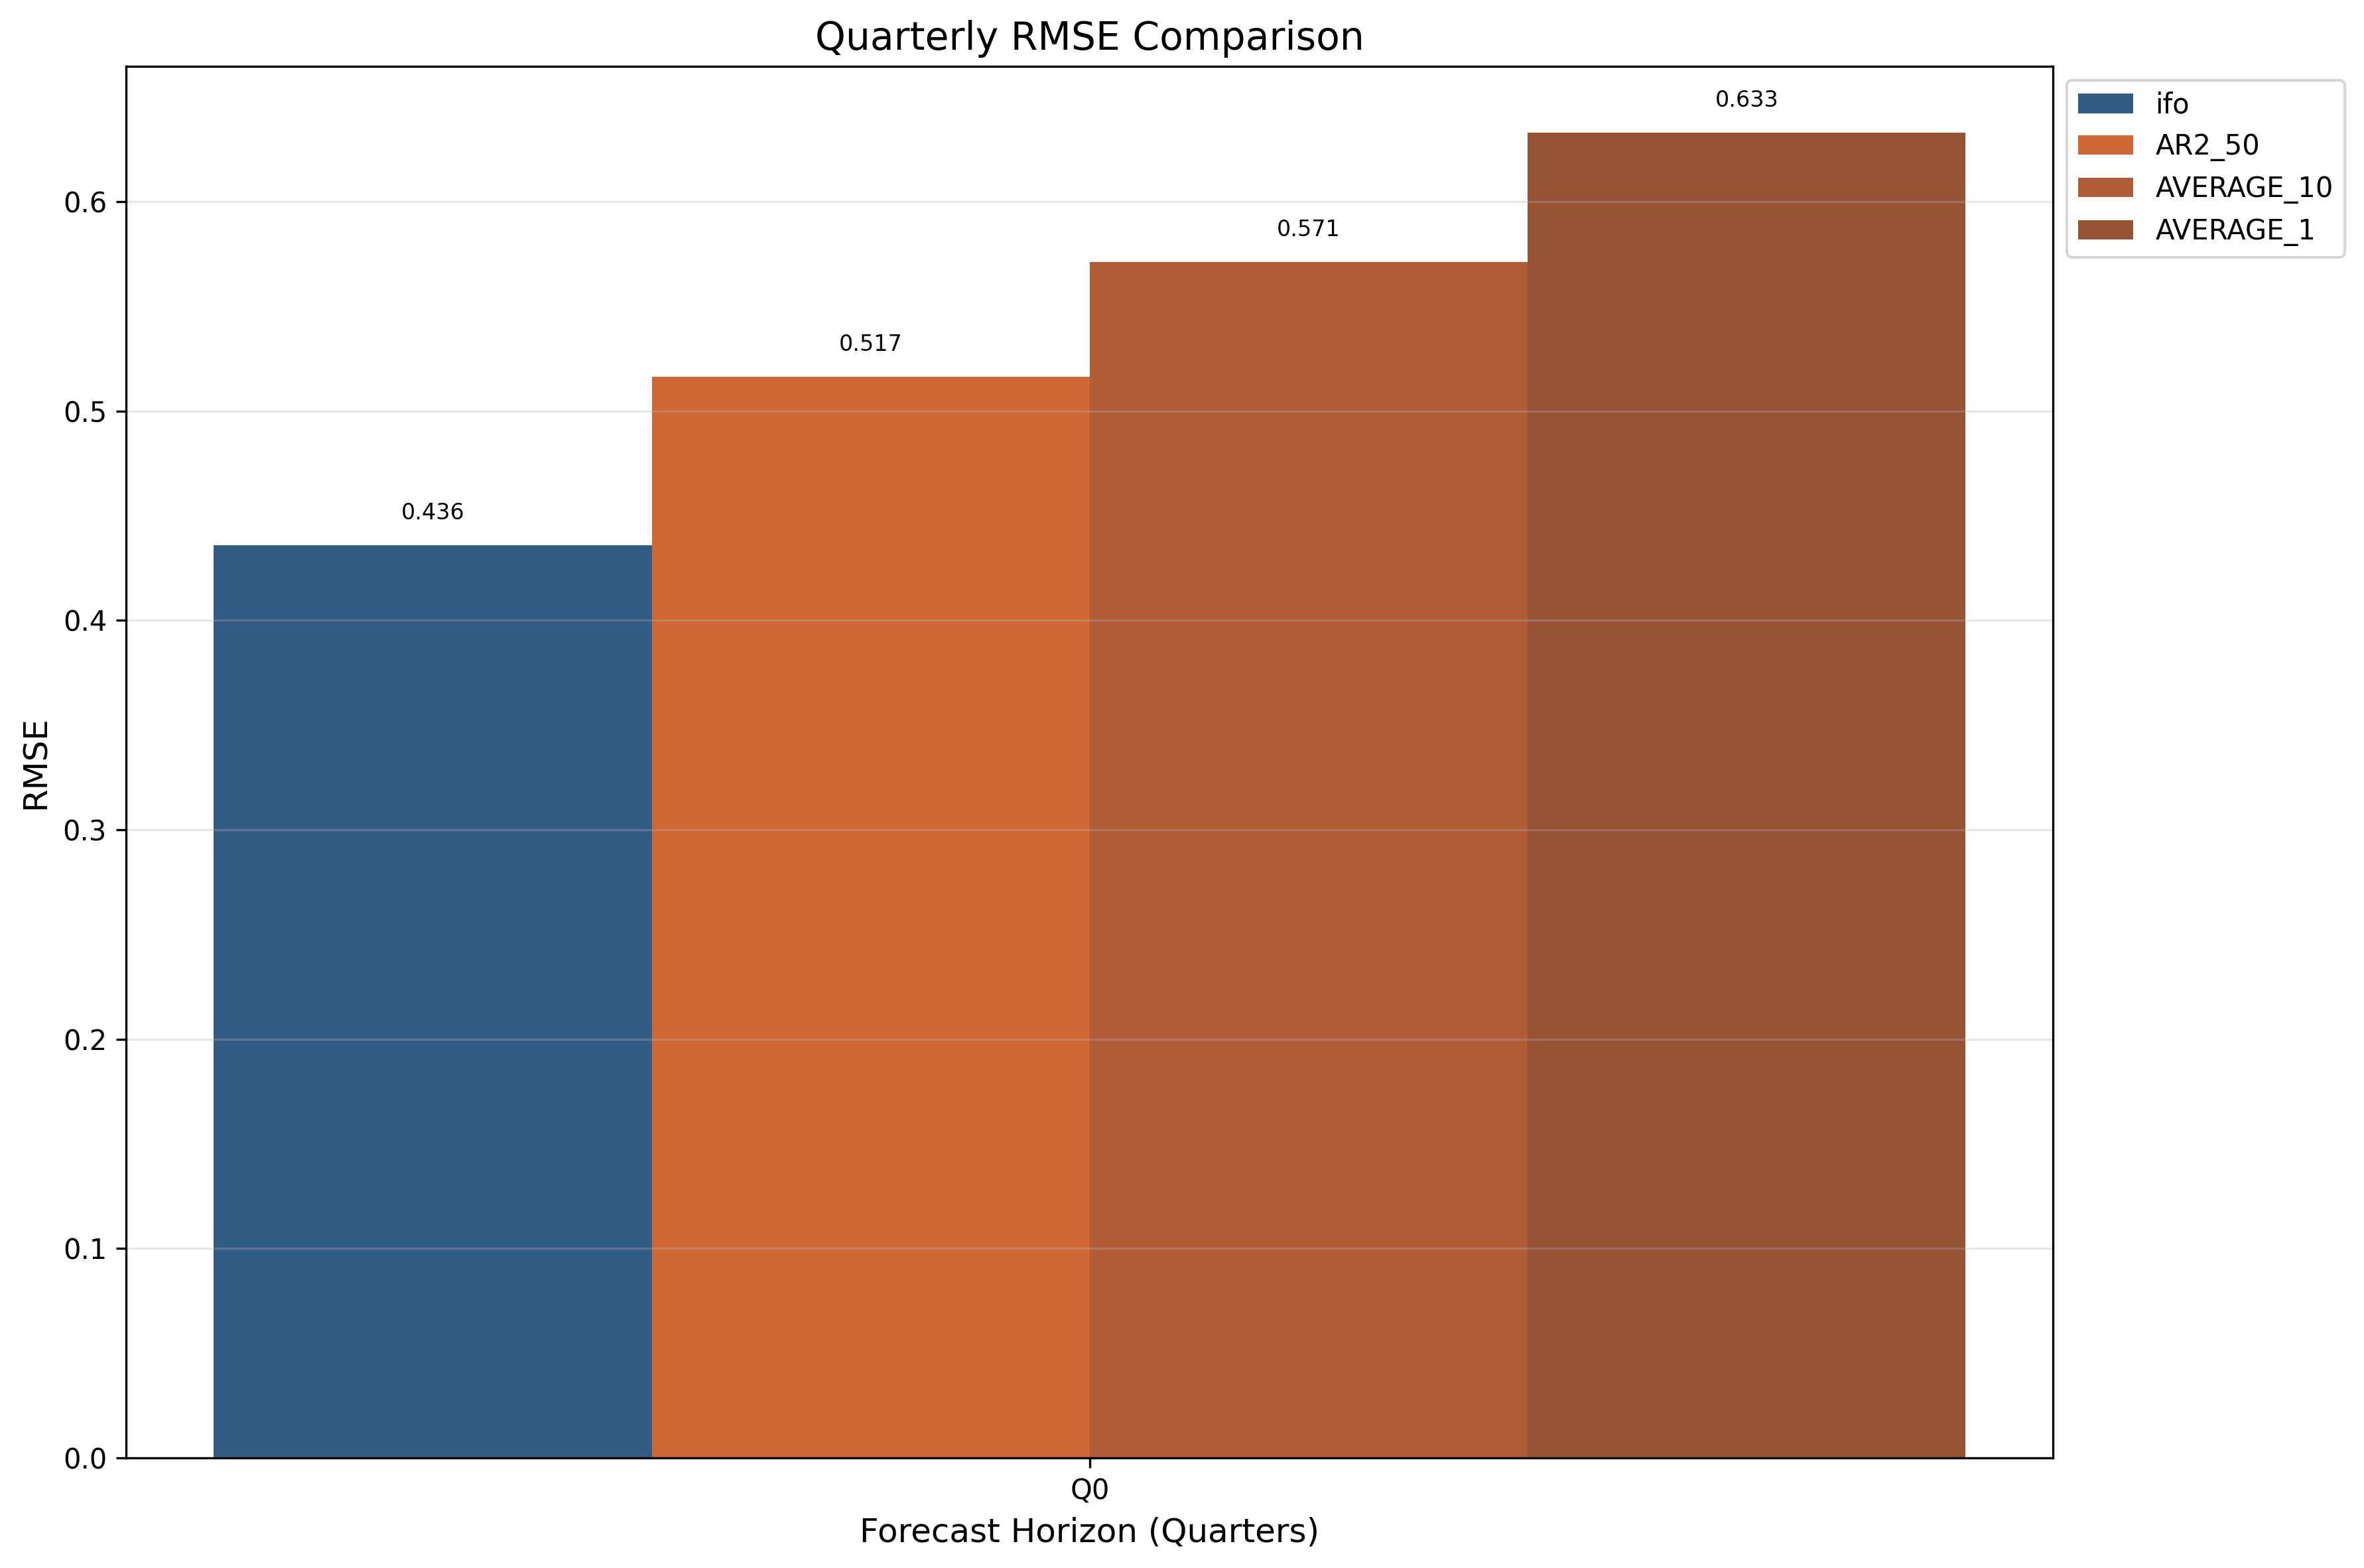 Quarterly RMSE Comparison
ifo
AR2_50
AVERAGE_10
AVERAGE_1
0.633
0.571
0.517
0.436
0.6
0.5
0.4
0.3
0.2
0.1
0.0
RMSE
Q0
Forecast Horizon (Quarters)